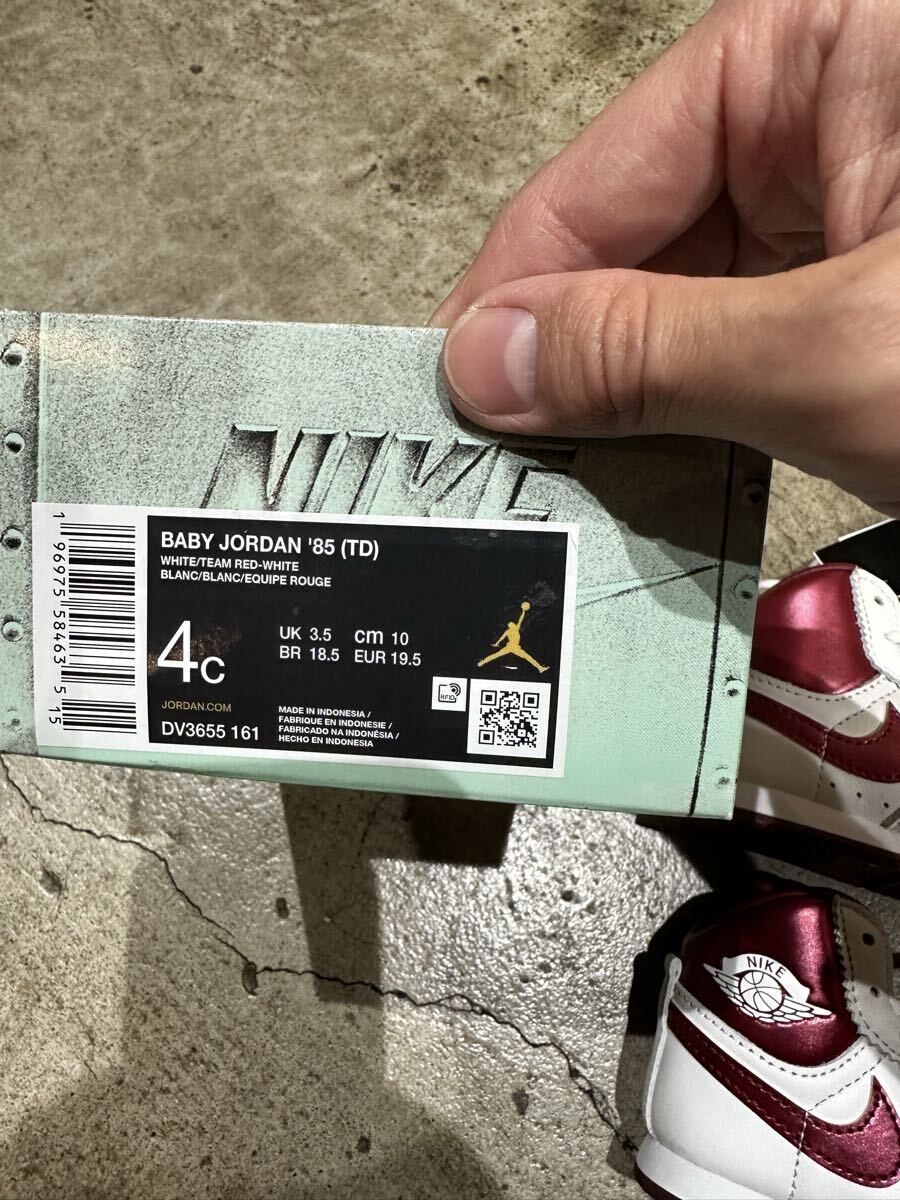 NIKE
BABY JORDAN '85 (TD)
WHITE/TEAM RED-WHITE
BLANC/BLANC/EQUIPE ROUGE
4C
UK 3.5 cm 10
BR 18.5 EUR 19.5
JORDAN.COM
DV3655 161
MADE IN INDONESIA /
FABRIQUE EN INDONESIE /
FABRICADO NA INDONÉSIA /
HECHO EN INDONESIA
RFID
1 96975 58463 5 15
NIKE